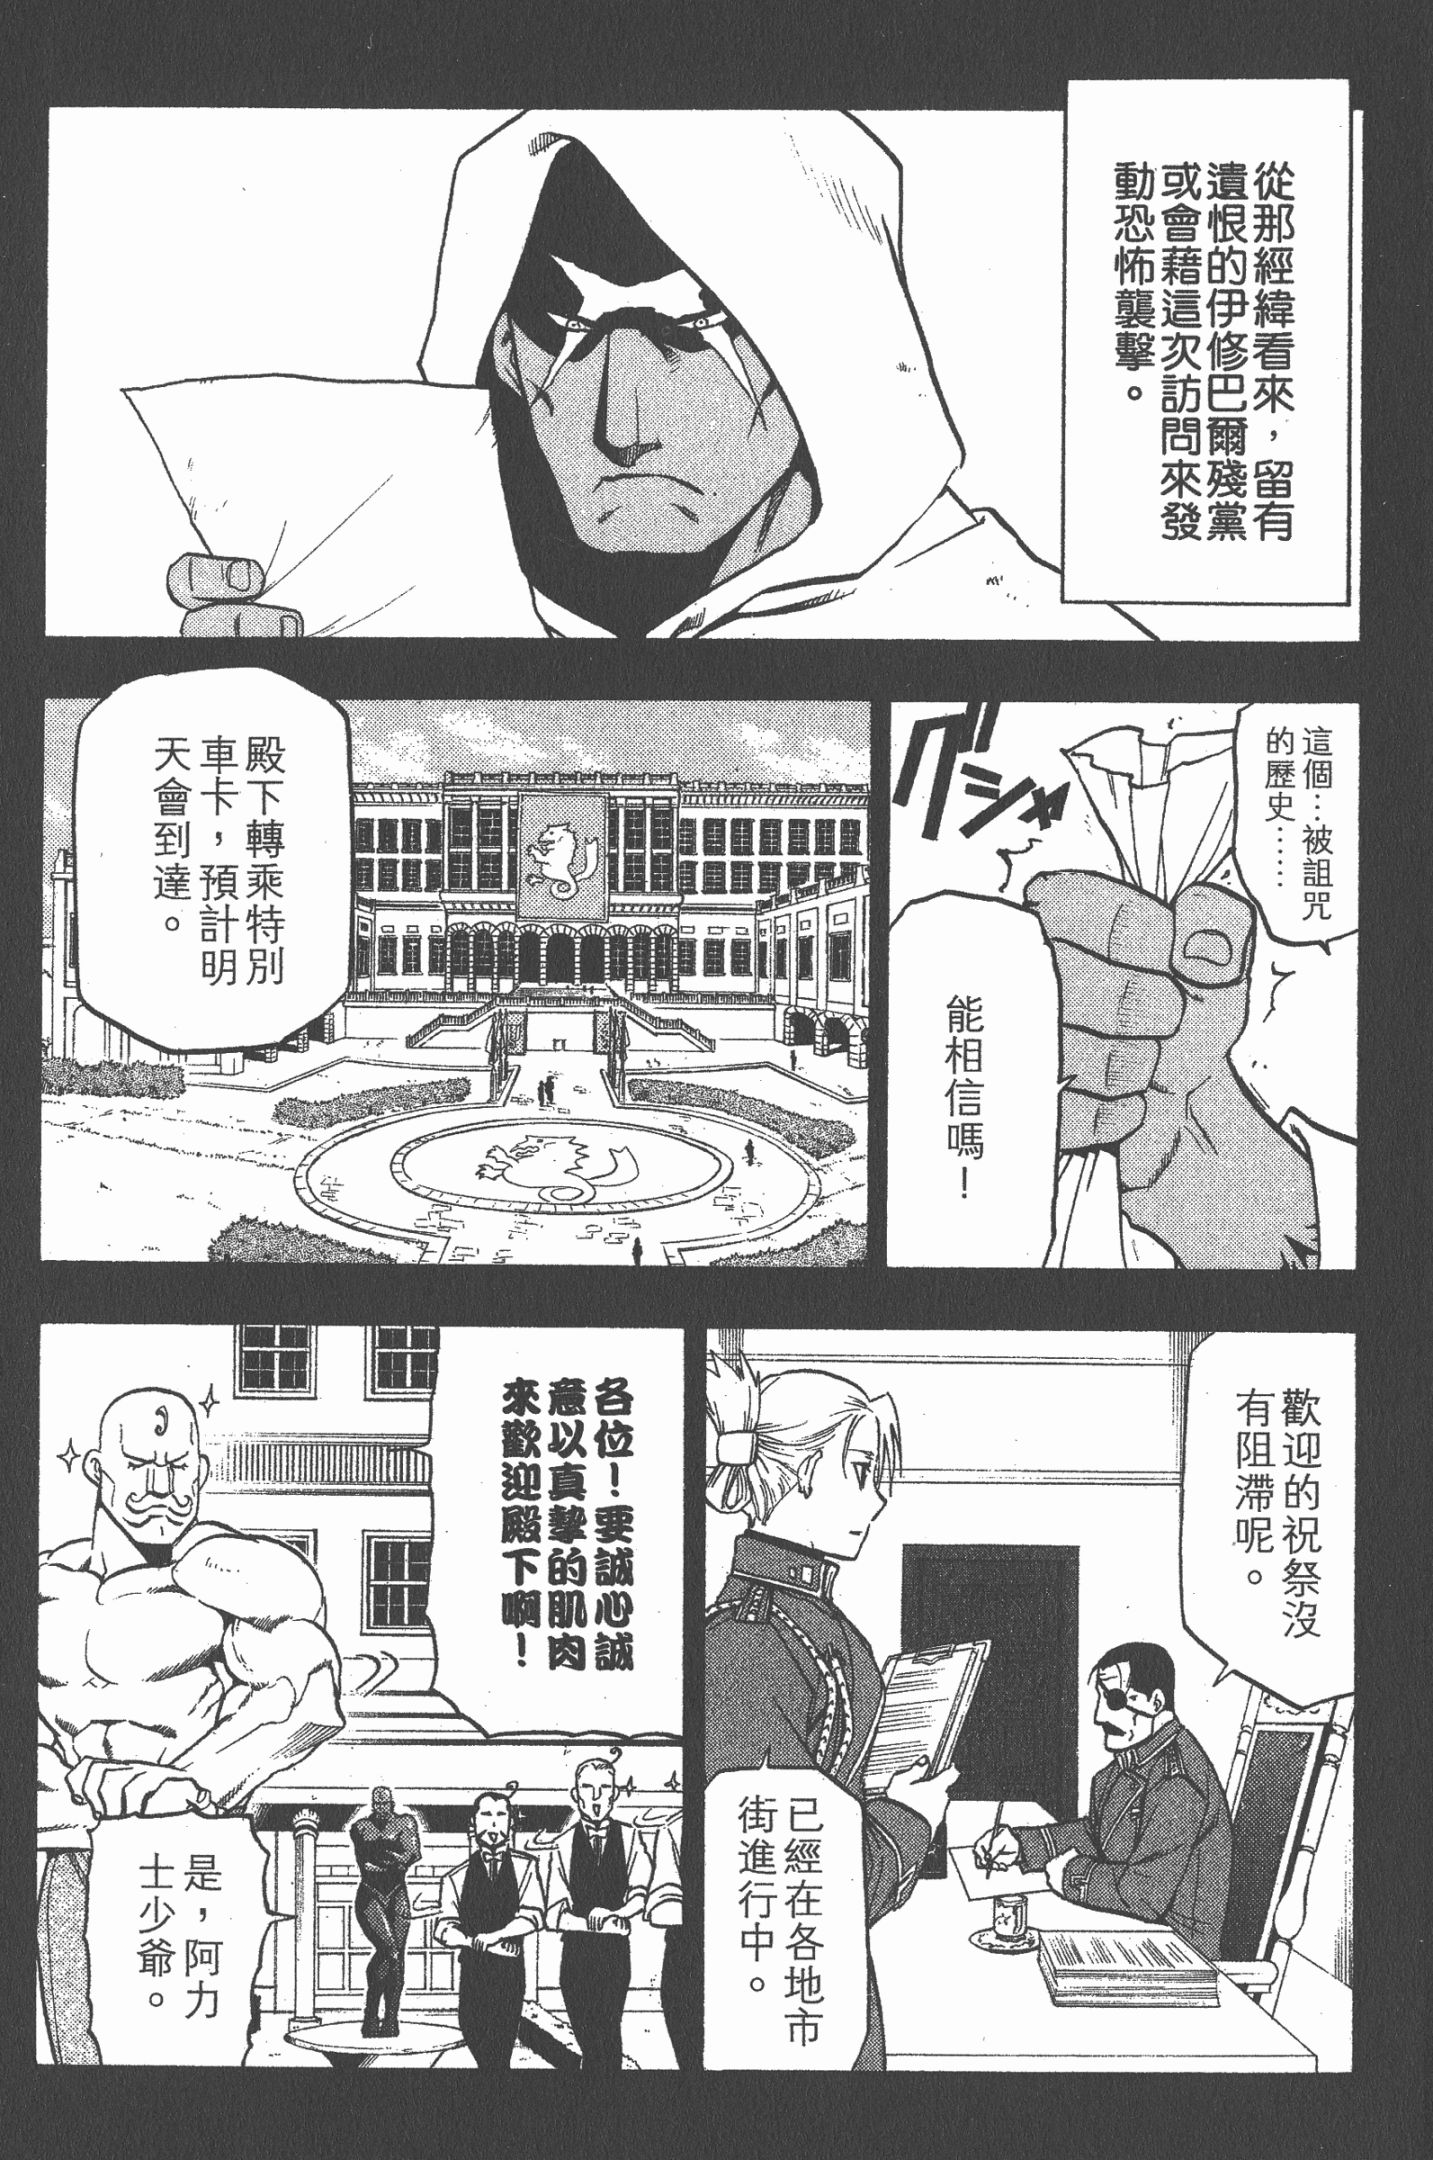 從那經緯看來，留有
遺恨的伊修巴爾殘黨
或會藉這次訪問來發
動恐怖襲擊。
這個…被詛咒
的歷史……
グシャ
能相信嗎！
殿下轉乘特別
車卡，預計明
天會到達。
歡迎的祝祭沒
有阻滯呢。
已經在各地市
街進行中。
各位！要誠心誠
意以真摯的肌肉
來歡迎殿下啊！
是，阿力
士少爺。